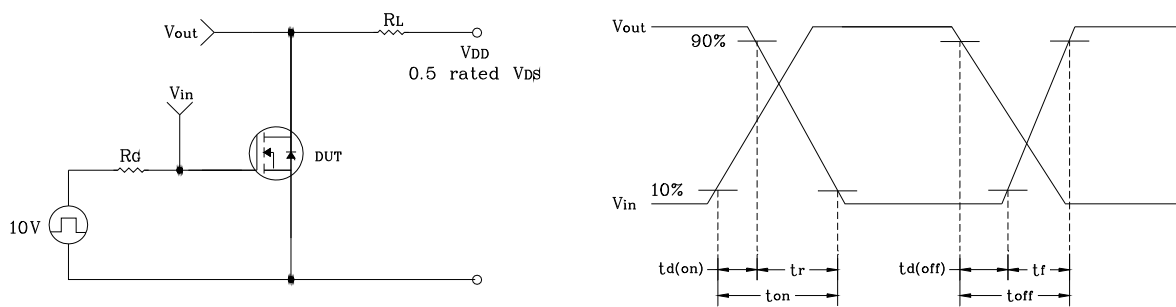 Vout
RL
VDD
0.5 rated VDS
Vin
RG
DUT
10V
Vout
90%
10%
Vin
td(on)
tr
td(off)
tf
ton
toff